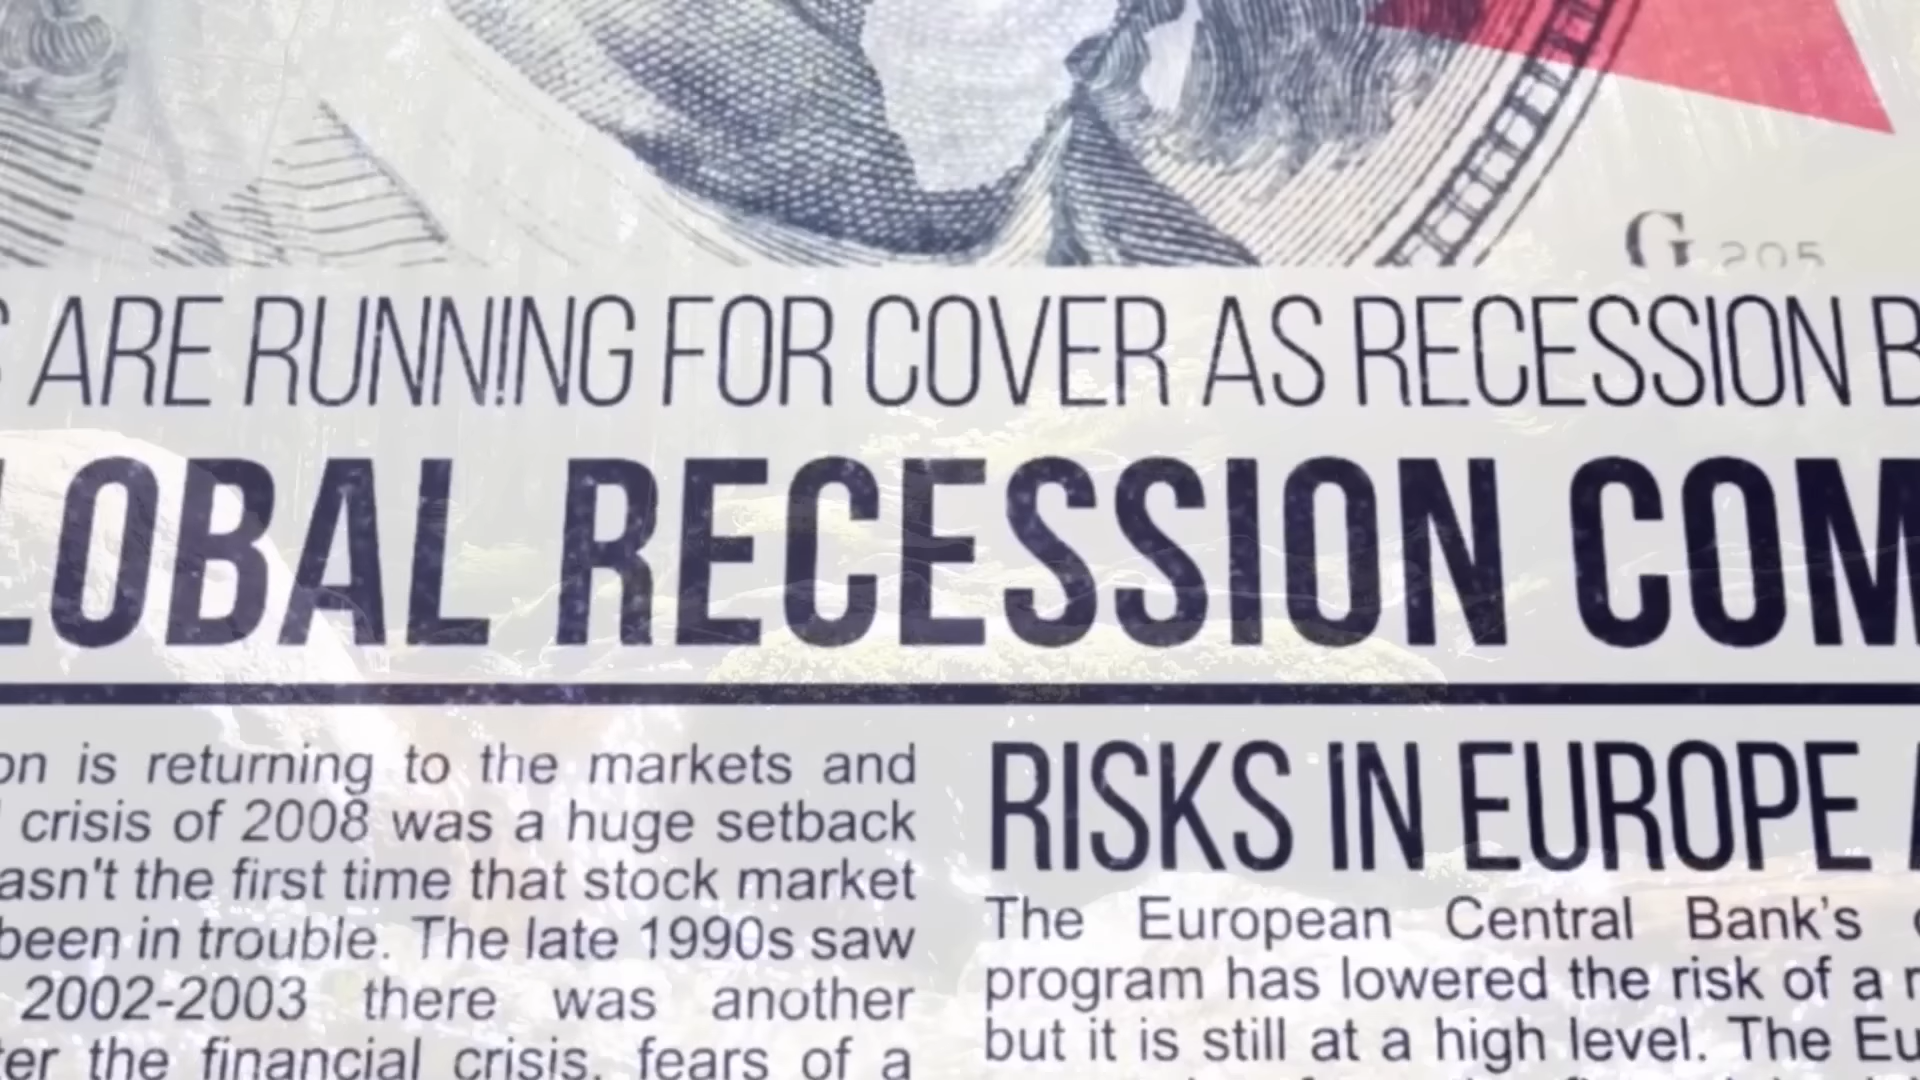 G 205
ARE RUNN!NG FOR COVER AS RECESSION B
LOBAL RECESSION COM
on is returning to the markets and
crisis of 2008 was a huge setback
asn't the first time that stock market
been in trouble. The late 1990s saw
2002-2003 there was another
ter the financial crisis, fears of a
RISKS IN EUROPE
The European Central Bank's
program has lowered the risk of a
but it is still at a high level. The Eu